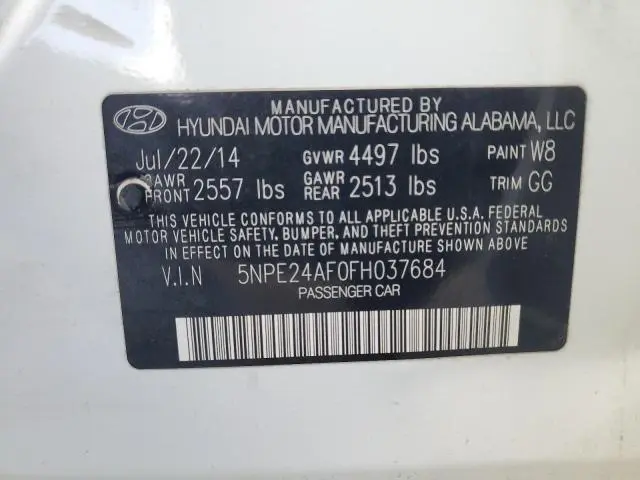 MANUFACTURED BY
HYUNDAI MOTOR MANUFACTURING ALABAMA, LLC
Jul/22/14 GVWR 4497 lbs PAINT W8
GAWR FRONT 2557 lbs GAWR REAR 2513 lbs TRIM GG
THIS VEHICLE CONFORMS TO ALL APPLICABLE U.S.A. FEDERAL
MOTOR VEHICLE SAFETY, BUMPER, AND THEFT PREVENTION
STANDARDS IN EFFECT ON THE DATE OF MANUFACTURE SHOWN ABOVE.
V.I.N 5NPE24AF0FH037684
PASSENGER CAR